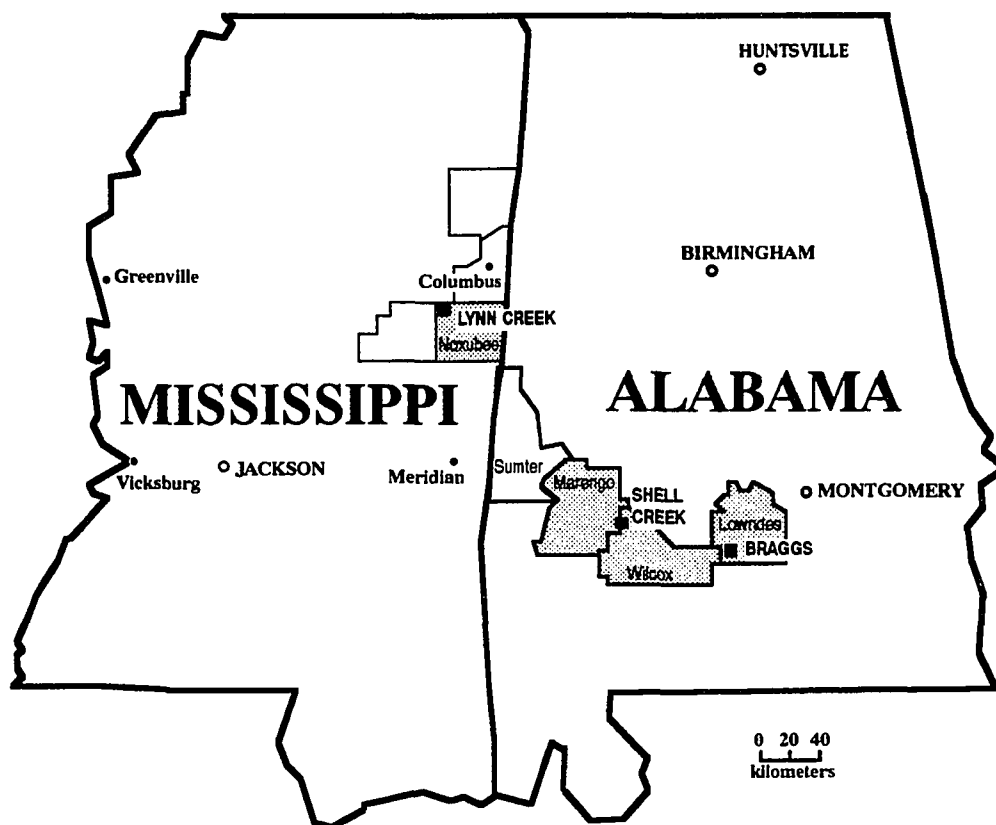 HUNTSVILLE
BIRMINGHAM
Greenville
Columbus
LYNN CREEK
Noxubee
MISSISSIPPI
ALABAMA
Vicksburg
JACKSON
Meridian
Sumter
Marengo
SHELL
CREEK
MONTGOMERY
Lowndes
BRAGGS
Wilcox
0 20 40
kilometers